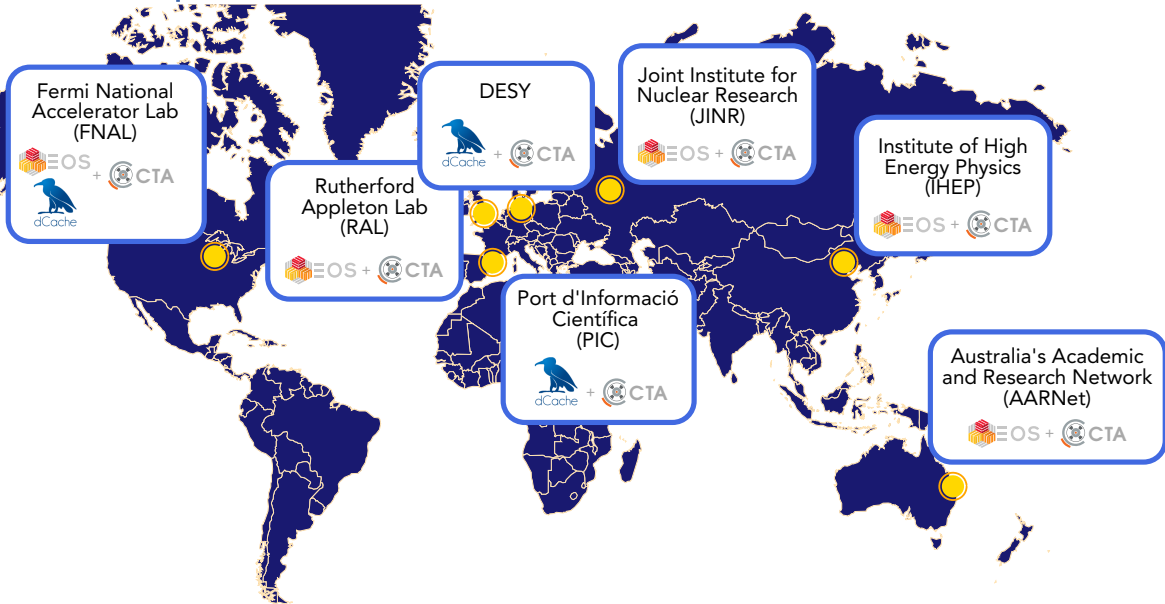 Fermi National
Accelerator Lab
(FNAL)
EOS + CTA
dCache
Rutherford
Appleton Lab
(RAL)
EOS + CTA
DESY
dCache + CTA
Joint Institute for
Nuclear Research
(JINR)
EOS + CTA
Port d'Informació
Científica
(PIC)
dCache + CTA
Institute of High
Energy Physics
(IHEP)
EOS + CTA
Australia's Academic
and Research Network
(AARNet)
EOS + CTA